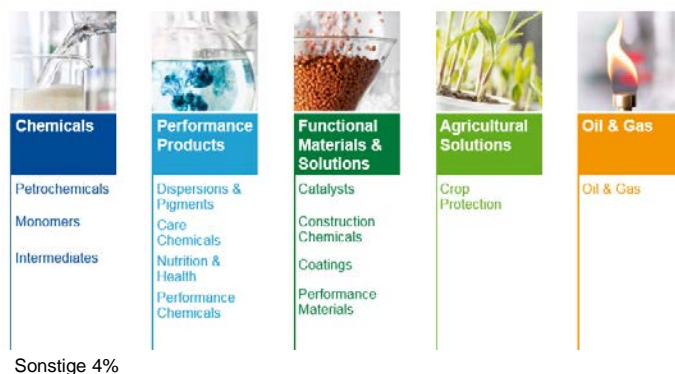 Chemicals
Petrochemicals
Monomers
Intermediates
Performance
Products
Dispersions &
Pigments
Care
Chemicals
Nutrition &
Health
Performance
Chemicals
Functional
Materials &
Solutions
Catalysts
Construction
Chemicals
Coatings
Performance
Materials
Agricultural
Solutions
Crop
Protection
Oil & Gas
Oil & Gas
Sonstige 4%